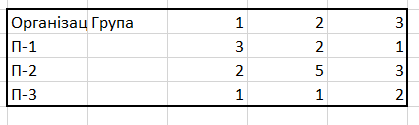 Організац Група 1 2 3
П-1 3 2 1
П-2 2 5 3
П-3 1 1 2